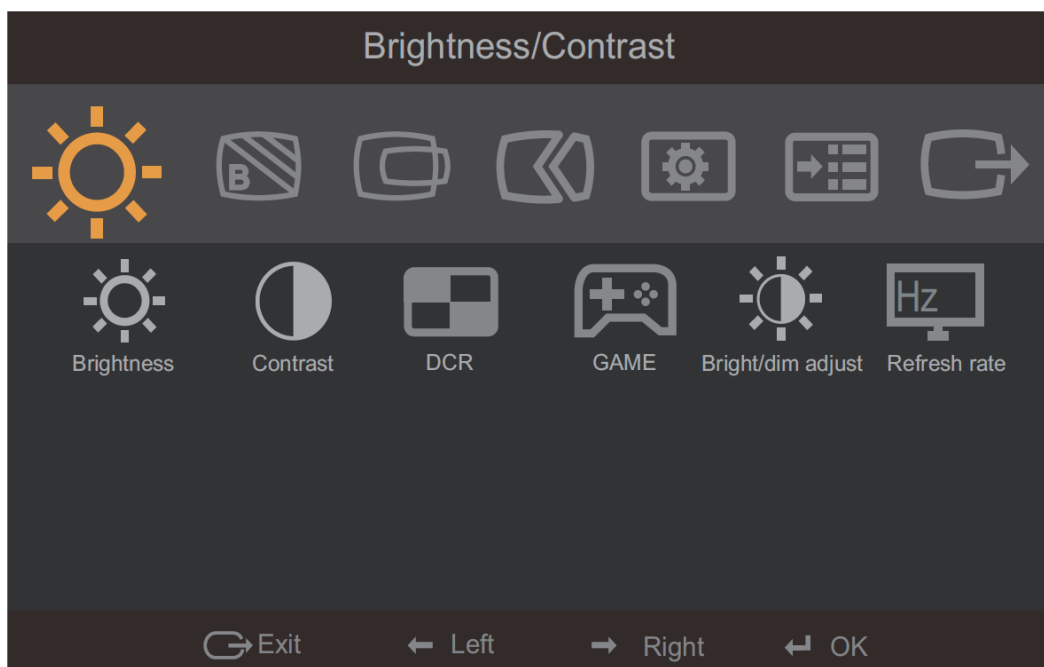 Brightness/Contrast
B
Hz
Brightness Contrast DCR GAME Bright/dim adjust Refresh rate
Exit Left Right OK